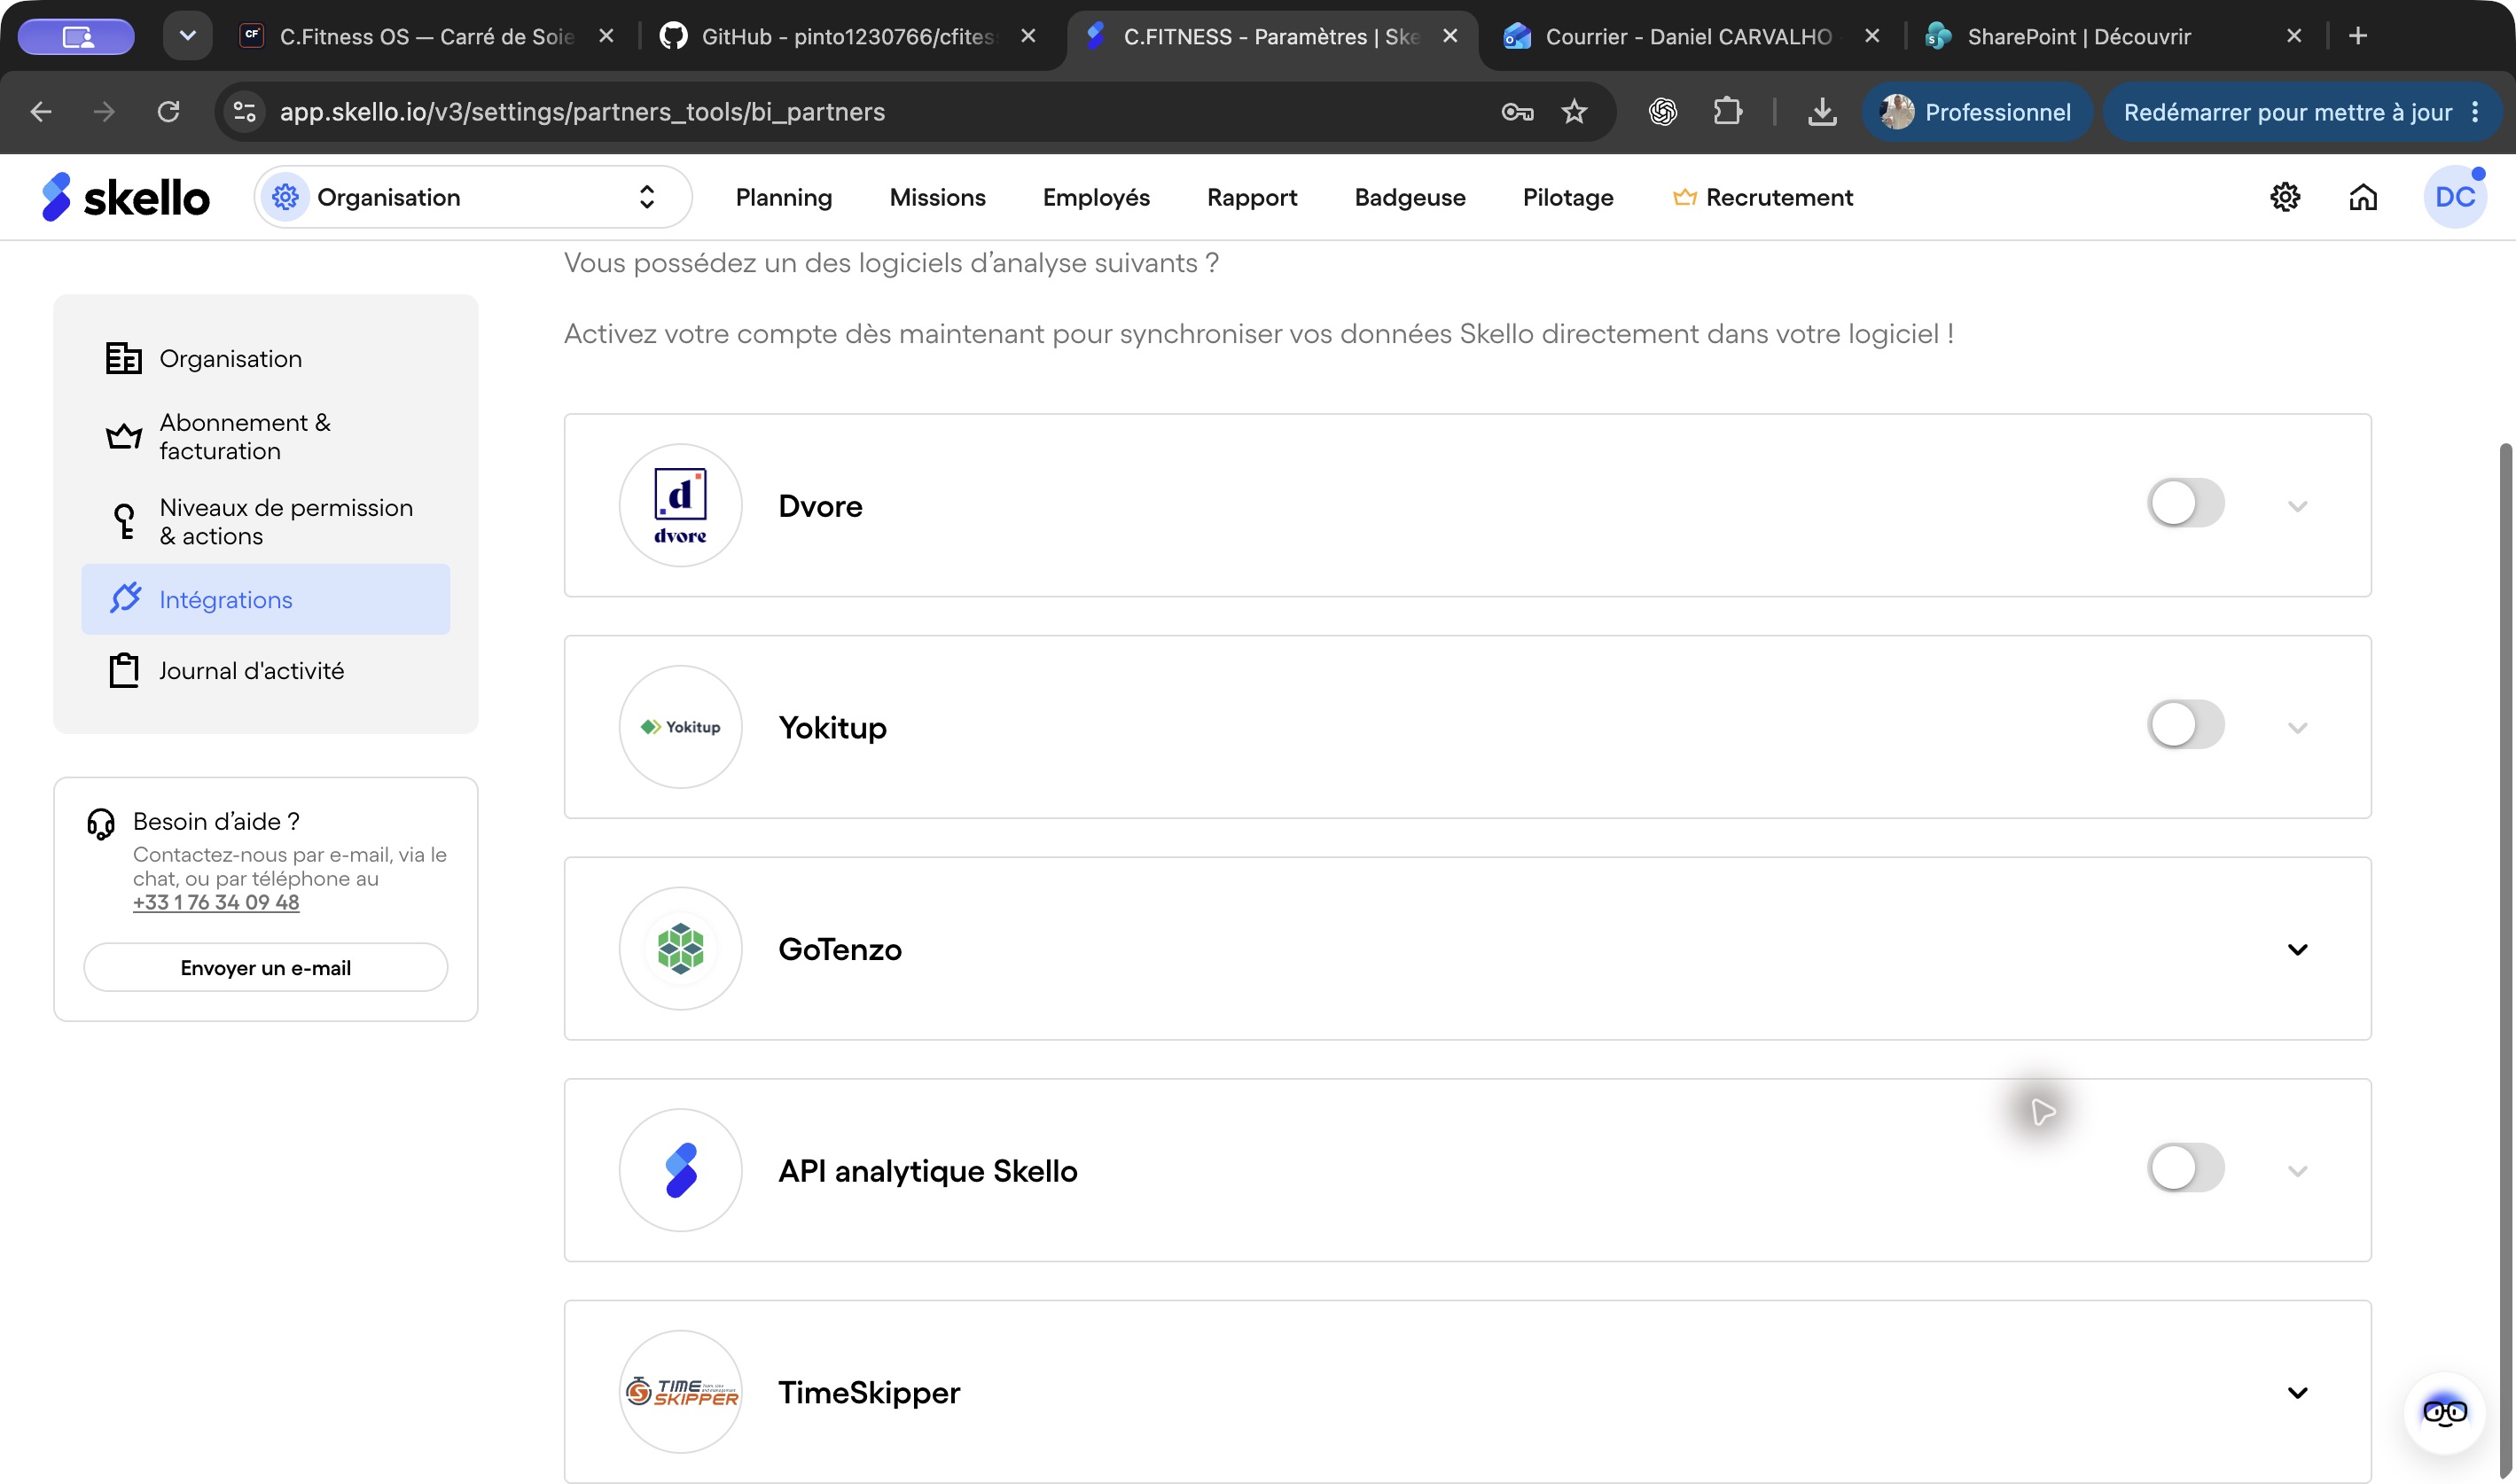 C.Fitness OS — Carré de Soie
GitHub - pinto1230766/cfites
C.FITNESS - Paramètres | Ske
Courrier - Daniel CARVALHO
SharePoint | Découvrir
app.skello.io/v3/settings/partners_tools/bi_partners
Professionnel
Redémarrer pour mettre à jour
skello
Organisation
Planning
Missions
Employés
Rapport
Badgeuse
Pilotage
Recrutement
DC
Vous possédez un des logiciels d’analyse suivants ?
Activez votre compte dès maintenant pour synchroniser vos données Skello directement dans votre logiciel !
Organisation
Abonnement &
facturation
Niveaux de permission
& actions
Intégrations
Journal d'activité
Besoin d’aide ?
Contactez-nous par e-mail, via le
chat, ou par téléphone au
+33 1 76 34 09 48
Envoyer un e-mail
d
dvore
Dvore
Yokitup
Yokitup
GoTenzo
API analytique Skello
TIME
SKIPPER
TimeSkipper